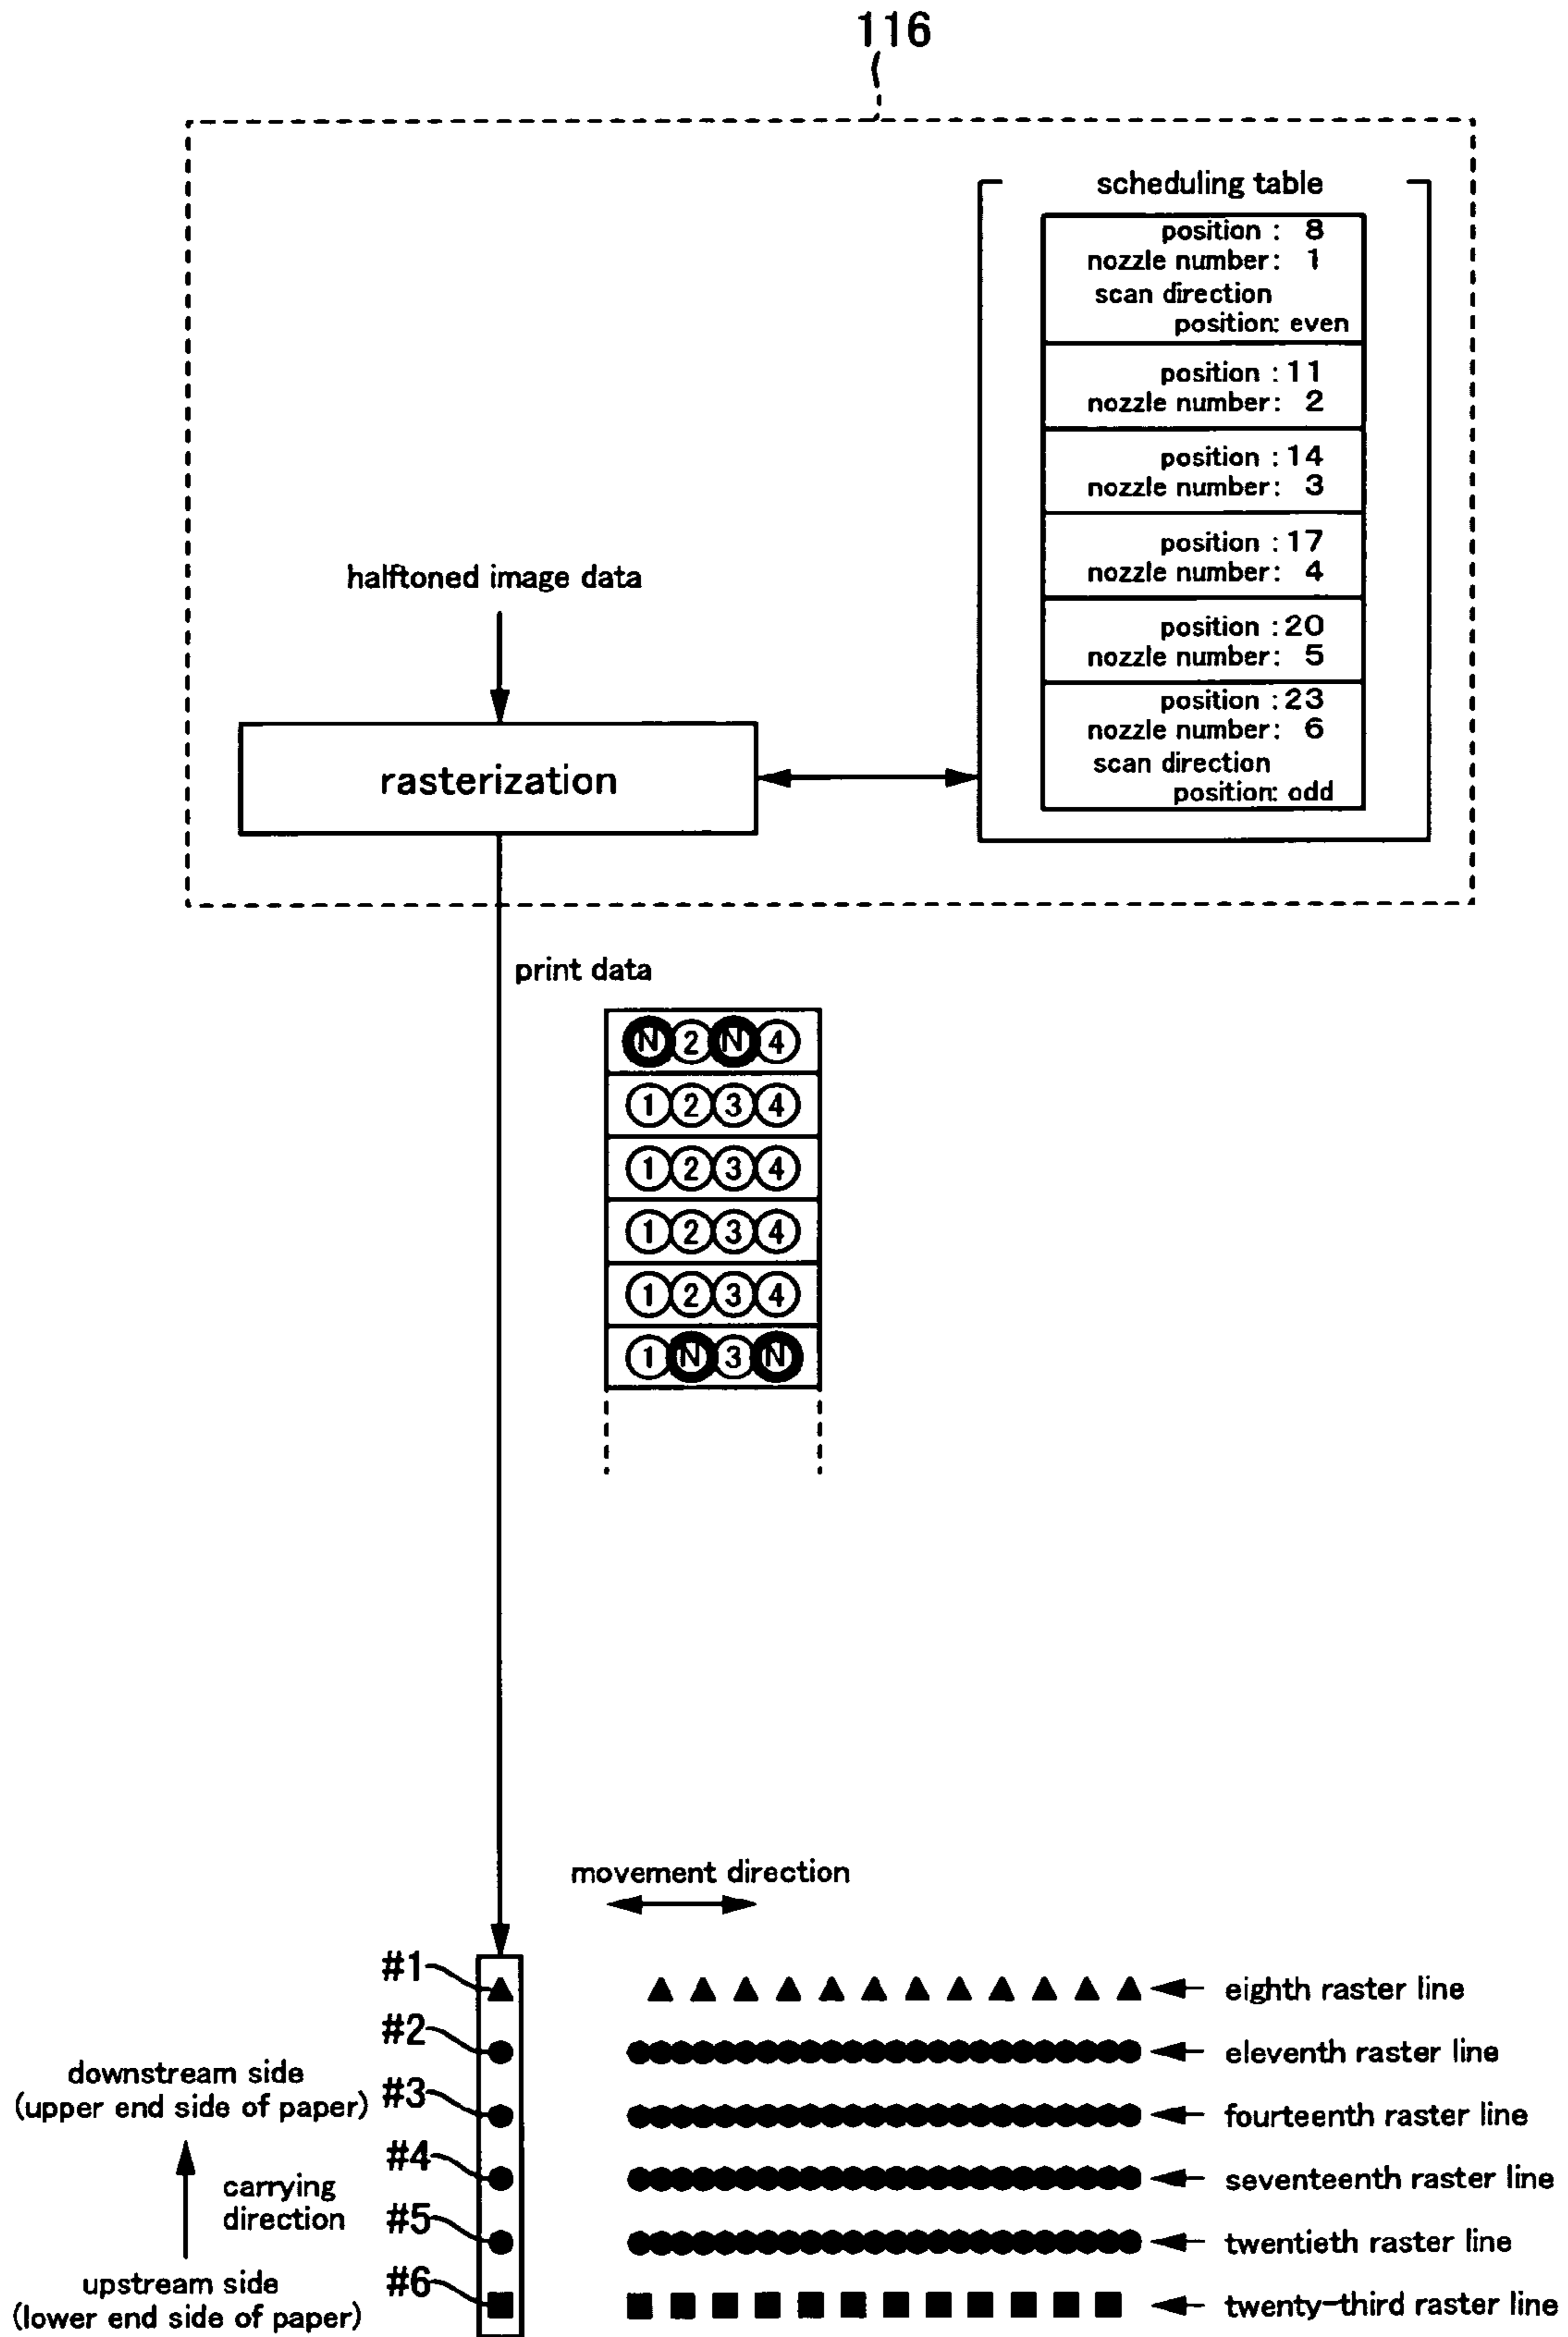 116
scheduling table
position : 8
nozzle number: 1
scan direction
position: even
position : 11
nozzle number: 2
position : 14
nozzle number: 3
position : 17
nozzle number: 4
position : 20
nozzle number: 5
position : 23
nozzle number: 6
scan direction
position: odd
halftoned image data
rasterization
print data
N 2 N 4
1 2 3 4
1 2 3 4
1 2 3 4
1 2 3 4
1 N 3 N
movement direction
#1
eighth raster line
#2
eleventh raster line
#3
fourteenth raster line
#4
seventeenth raster line
#5
twentieth raster line
#6
twenty-third raster line
downstream side
(upper end side of paper)
carrying
direction
upstream side
(lower end side of paper)